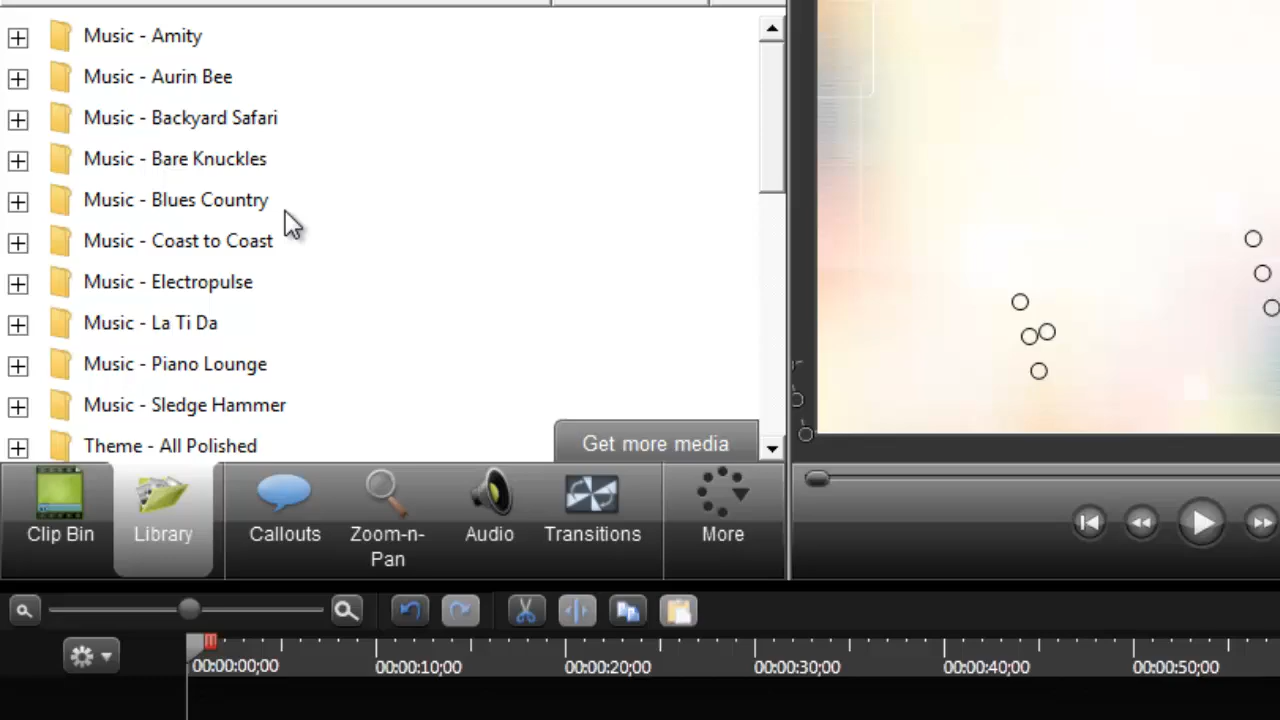 Music - Amity
Music - Aurin Bee
Music - Backyard Safari
Music - Bare Knuckles
Music - Blues Country
Music - Coast to Coast
Music - Electropulse
Music - La Ti Da
Music - Piano Lounge
Music - Sledge Hammer
Theme - All Polished
Get more media
Clip Bin
Library
Callouts
Zoom-n-
Pan
Audio
Transitions
More
00:00:00;00
00:00:10;00
00:00:20;00
00:00:30;00
00:00:40;00
00:00:50;00